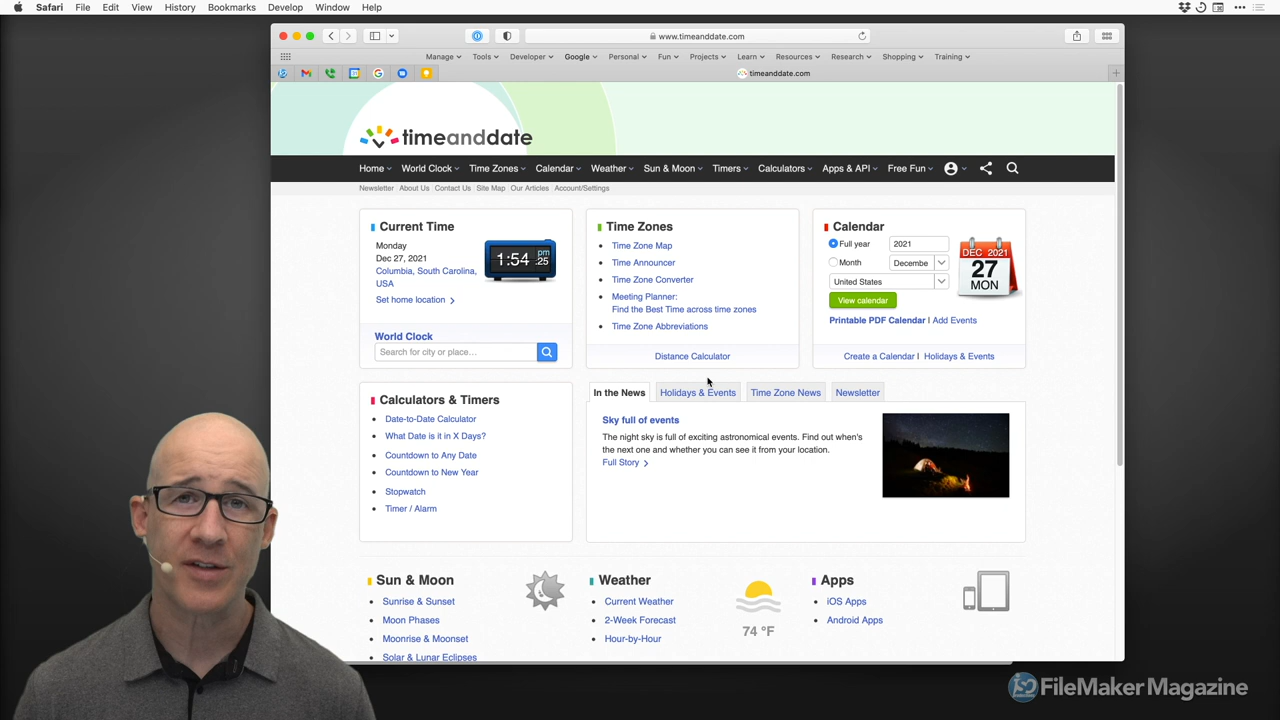 Safari File Edit View History Bookmarks Develop Window Help
www.timeanddate.com
Manage Tools Developer Google Personal Fun Projects Learn Resources Research Shopping Training
timeanddate.com
timeanddate
Home World Clock Time Zones Calendar Weather Sun & Moon Timers Calculators Apps & API Free Fun
Newsletter About Us Contact Us Site Map Our Articles Account/Settings
Current Time
Monday
Dec 27, 2021
Columbia, South Carolina,
USA
Set home location
1:54 pm 25
World Clock
Search for city or place…
Time Zones
Time Zone Map
Time Announcer
Time Zone Converter
Meeting Planner:
Find the Best Time across time zones
Time Zone Abbreviations
Distance Calculator
Calendar
Full year 2021
Month Decembe
United States
View calendar
DEC 2021
27
MON
Printable PDF Calendar | Add Events
Create a Calendar | Holidays & Events
Calculators & Timers
Date-to-Date Calculator
What Date is it in X Days?
Countdown to Any Date
Countdown to New Year
Stopwatch
Timer / Alarm
In the News Holidays & Events Time Zone News Newsletter
Sky full of events
The night sky is full of exciting astronomical events. Find out when's
the next one and whether you can see it from your location.
Full Story
Sun & Moon
Sunrise & Sunset
Moon Phases
Moonrise & Moonset
Solar & Lunar Eclipses
Weather
Current Weather
2-Week Forecast
Hour-by-Hour
74 °F
Apps
iOS Apps
Android Apps
FileMaker Magazine